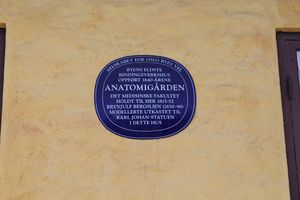 SELSKABET FOR OSLO BYES VEL
BYENS ELDSTE
BINDINGSVERKSHUS
OPPFØRT 1640-ÅRENE
ANATOMIGÅRDEN
DET MEDISINSKE FAKULTET
HOLDT TIL HER 1815-52
BRYNJULF BERGSLIEN (1830-98)
MODELLERTE UTKASTET TIL
KARL JOHAN-STATUEN
I DETTE HUS